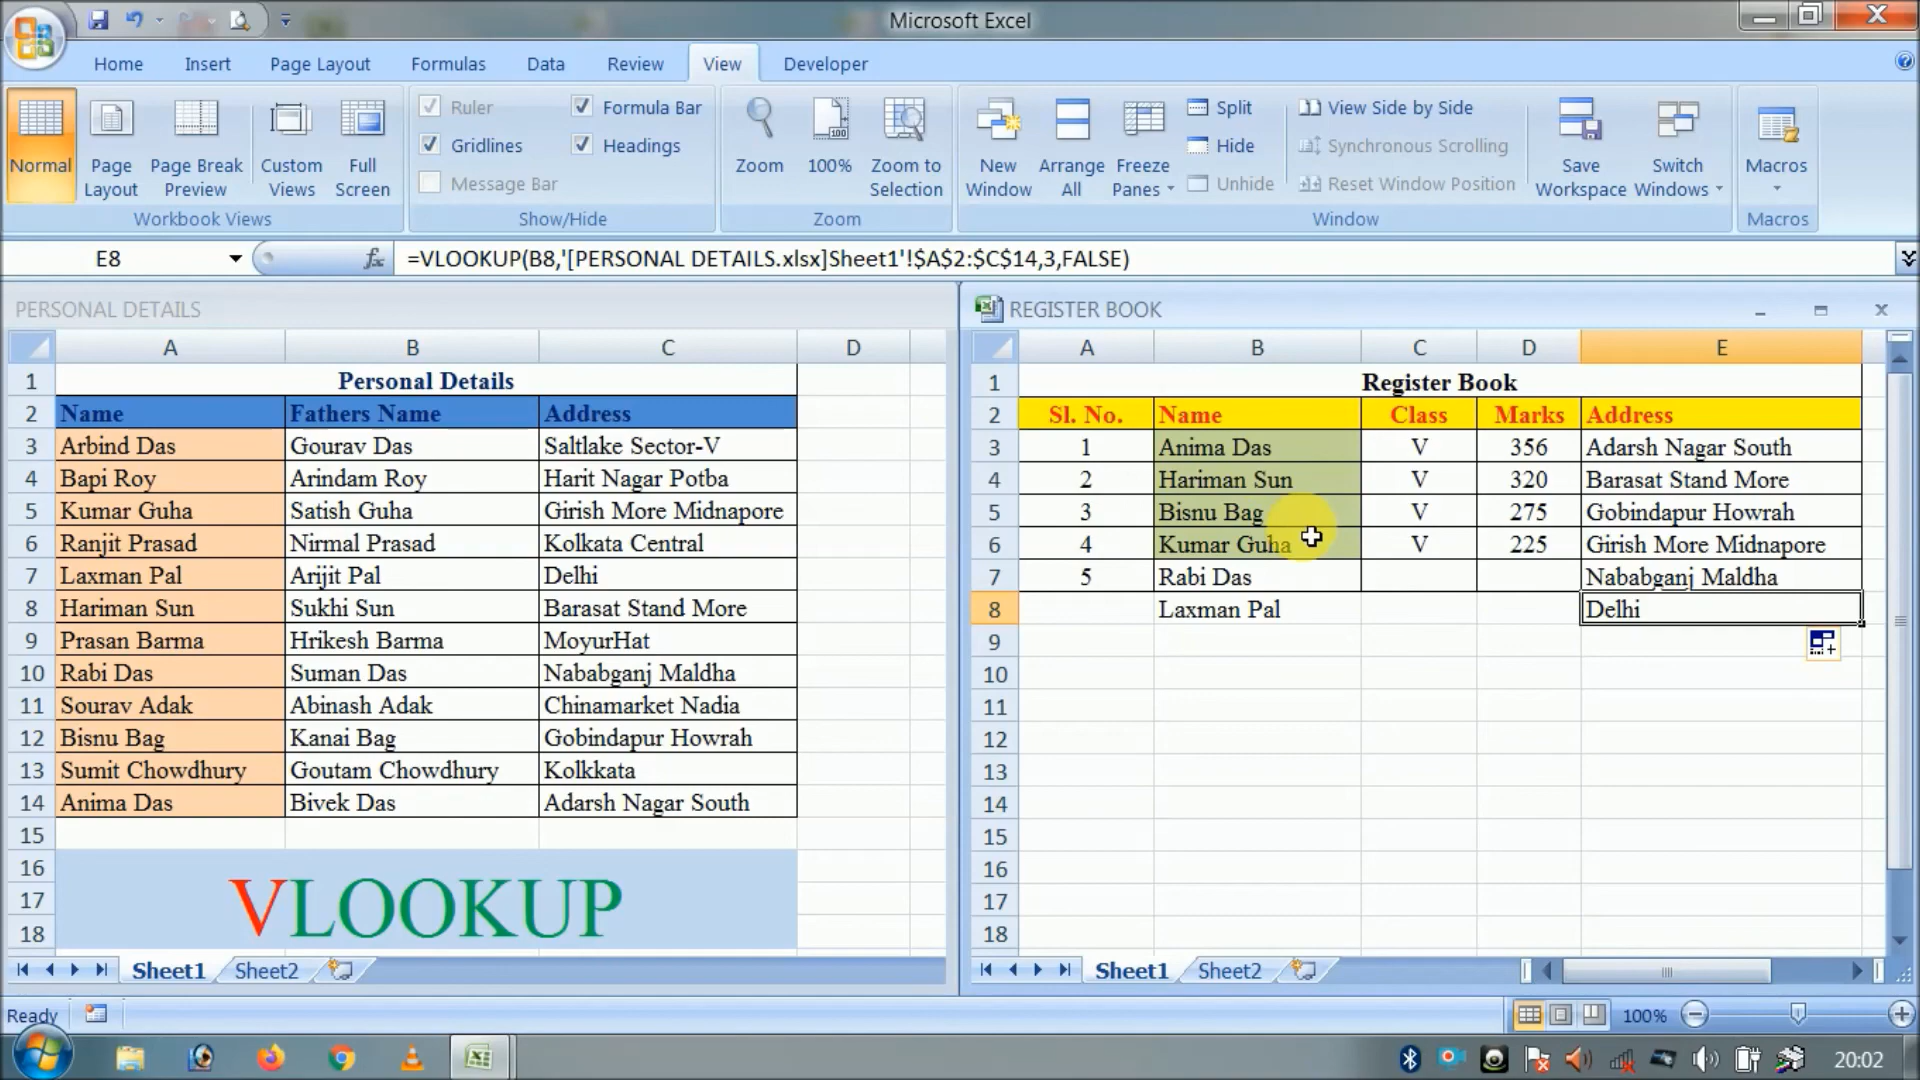 Microsoft Excel
Home Insert Page Layout Formulas Data Review View Developer
Normal Page Layout Page Break Preview Custom Views Full Screen
Workbook Views
Ruler Formula Bar
Gridlines Headings
Message Bar
Show/Hide
Zoom 100% Zoom to Selection
Zoom
New Window Arrange All Freeze Panes
Split Hide Unhide
View Side by Side
Synchronous Scrolling
Reset Window Position
Save Workspace Switch Windows
Window
Macros
Macros
E8 fx =VLOOKUP(B8,'[PERSONAL DETAILS.xlsx]Sheet1'!$A$2:$C$14,3,FALSE)
PERSONAL DETAILS
A B C D
1 Personal Details
2 Name Fathers Name Address
3 Arbind Das Gourav Das Saltlake Sector-V
4 Bapi Roy Arindam Roy Harit Nagar Potba
5 Kumar Guha Satish Guha Girish More Midnapore
6 Ranjit Prasad Nirmal Prasad Kolkata Central
7 Laxman Pal Arijit Pal Delhi
8 Hariman Sun Sukhi Sun Barasat Stand More
9 Prasan Barma Hrikesh Barma MoyurHat
10 Rabi Das Suman Das Nababganj Maldha
11 Sourav Adak Abinash Adak Chinamarket Nadia
12 Bisnu Bag Kanai Bag Gobindapur Howrah
13 Sumit Chowdhury Goutam Chowdhury Kolkkata
14 Anima Das Bivek Das Adarsh Nagar South
15
16
17 VLOOKUP
18
Sheet1 Sheet2
REGISTER BOOK
A B C D E
1 Register Book
2 Sl. No. Name Class Marks Address
3 1 Anima Das V 356 Adarsh Nagar South
4 2 Hariman Sun V 320 Barasat Stand More
5 3 Bisnu Bag V 275 Gobindapur Howrah
6 4 Kumar Guha V 225 Girish More Midnapore
7 5 Rabi Das Nababganj Maldha
8 Laxman Pal Delhi
9
10
11
12
13
14
15
16
17
18
Sheet1 Sheet2
Ready 100%
20:02